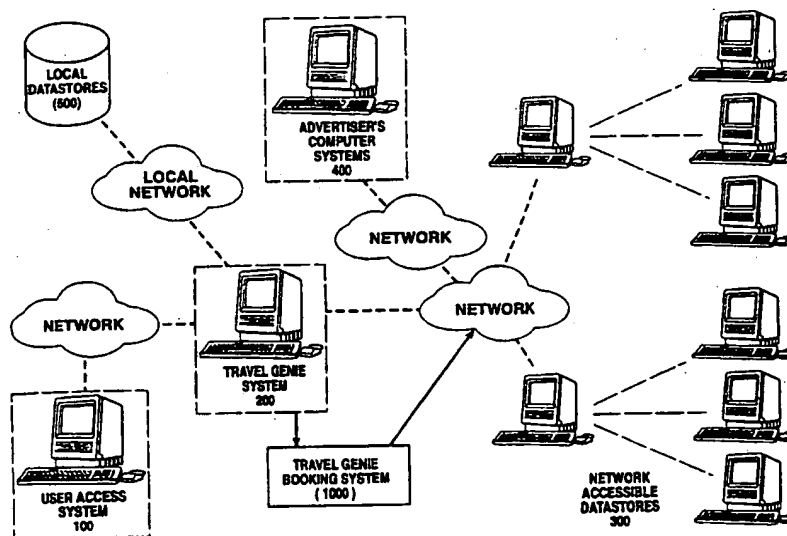 LOCAL
DATASTORES
(500)
ADVERTISER'S
COMPUTER
SYSTEMS
400
LOCAL
NETWORK
NETWORK
NETWORK
NETWORK
TRAVEL GENIE
SYSTEM
200
USER ACCESS
SYSTEM 100
TRAVEL GENIE
BOOKING SYSTEM
( 1000 )
NETWORK
ACCESSIBLE
DATASTORES
300